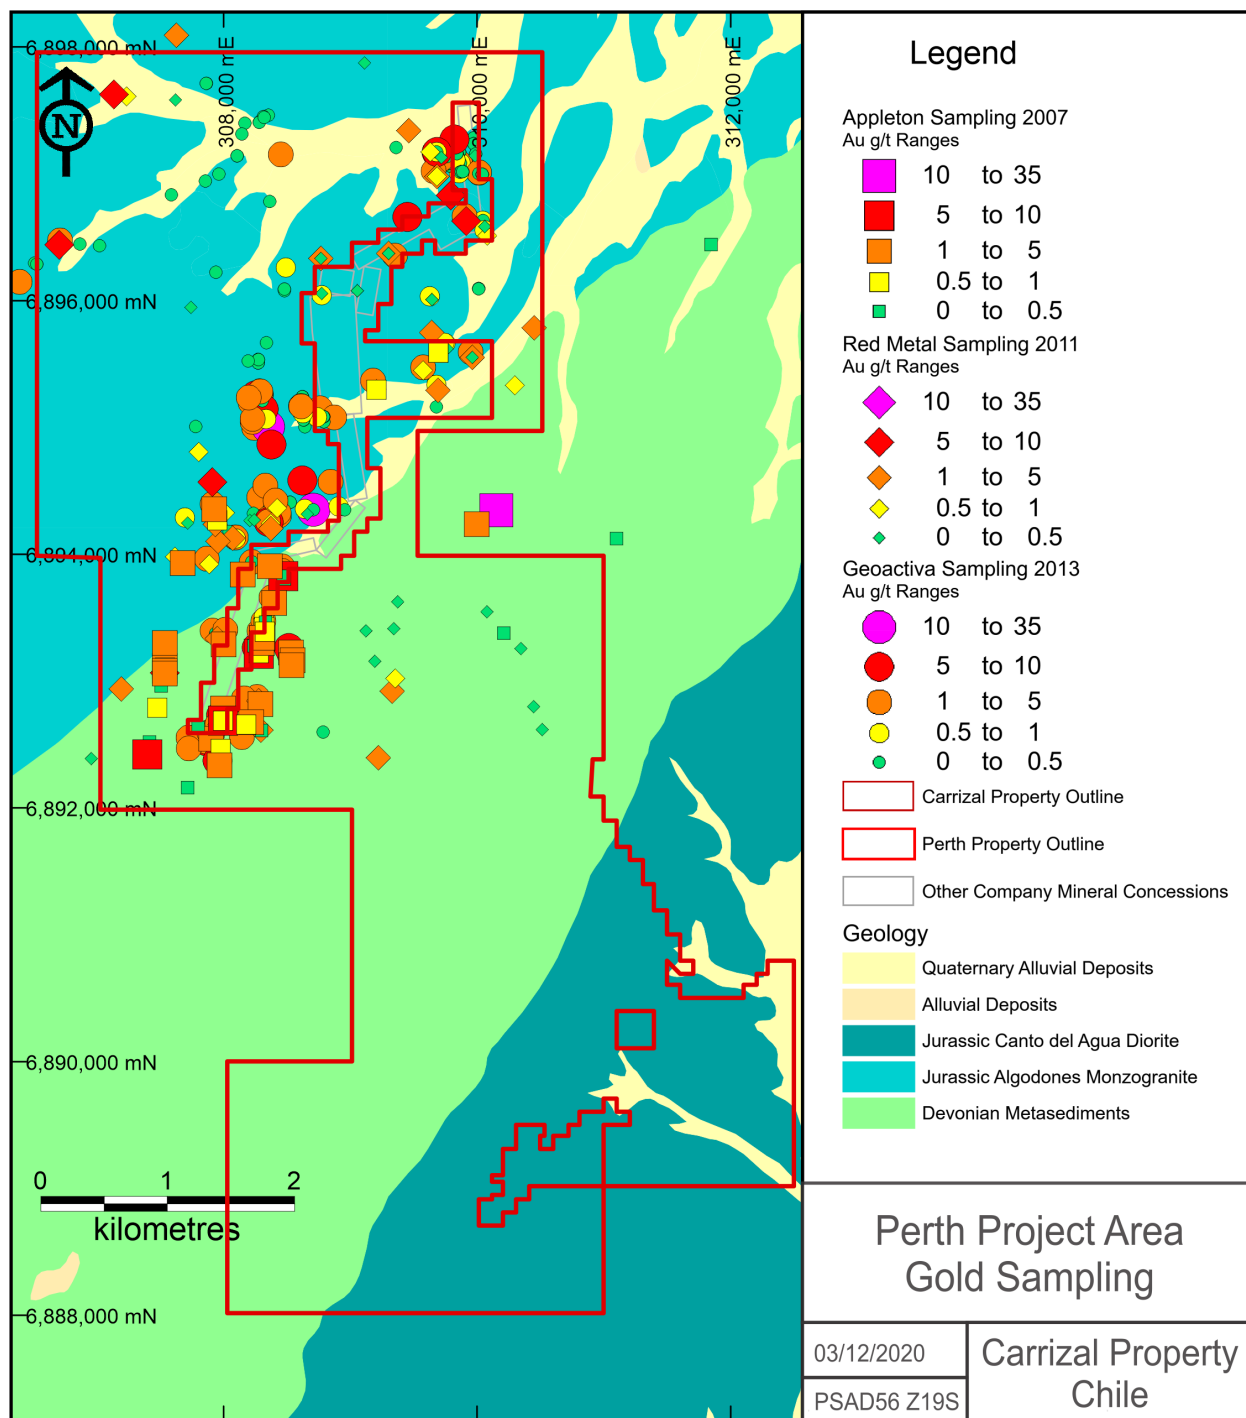 6,898,000 mN
308,000 mE
310,000 mE
312,000 mE
N
6,896,000 mN
6,894,000 mN
6,892,000 mN
6,890,000 mN
0 1 2
kilometres
6,888,000 mN
Legend
Appleton Sampling 2007
Au g/t Ranges
10 to 35
5 to 10
1 to 5
0.5 to 1
0 to 0.5
Red Metal Sampling 2011
Au g/t Ranges
10 to 35
5 to 10
1 to 5
0.5 to 1
0 to 0.5
Geoactiva Sampling 2013
Au g/t Ranges
10 to 35
5 to 10
1 to 5
0.5 to 1
0 to 0.5
Carrizal Property Outline
Perth Property Outline
Other Company Mineral Concessions
Geology
Quaternary Alluvial Deposits
Alluvial Deposits
Jurassic Canto del Agua Diorite
Jurassic Algodones Monzogranite
Devonian Metasediments
Perth Project Area
Gold Sampling
03/12/2020
PSAD56 Z19S
Carrizal Property
Chile